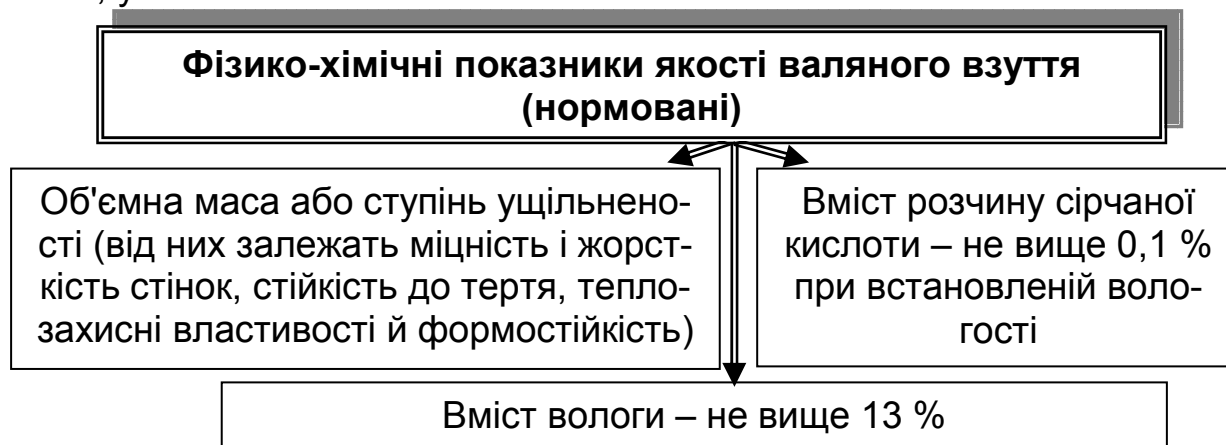 Фізико-хімічні показники якості валяного взуття
(нормовані)
Об'ємна маса або ступінь ущільнено-
сті (від них залежать міцність і жорст-
кість стінок, стійкість до тертя, тепло-
захисні властивості й формостійкість)
Вміст розчину сірчаної
кислоти – не вище 0,1 %
при встановленій воло-
гості
Вміст вологи – не вище 13 %